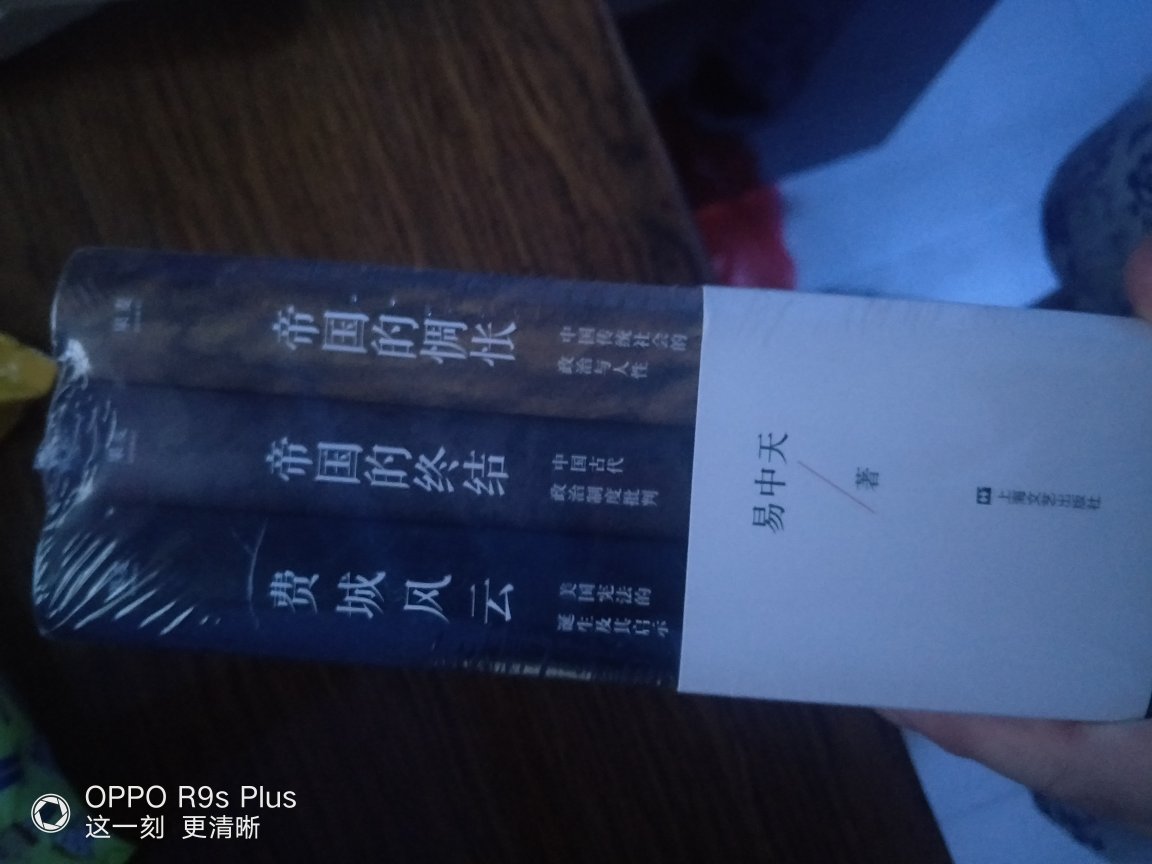 帝国的惆怅
中国传统社会的
政治与人性
帝国的终结
中国古代
政治制度批判
费城风云
美国宪法的
诞生及其启示
易中天
著
上海文艺出版社
OPPO R9s Plus
这一刻 更清晰